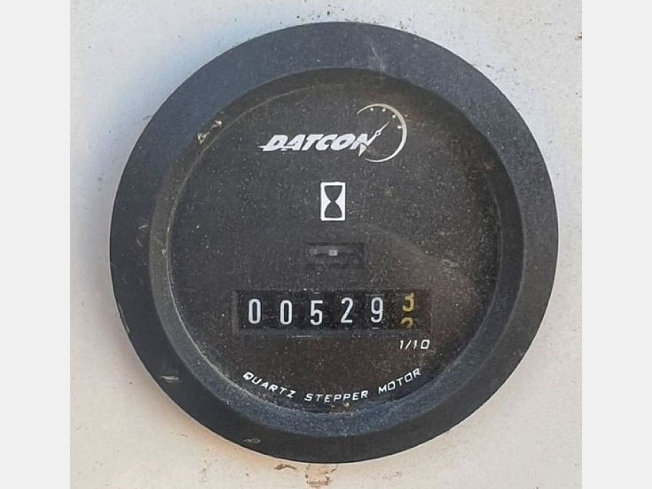 DATCON
00529
1/10
QUARTZ STEPPER MOTOR